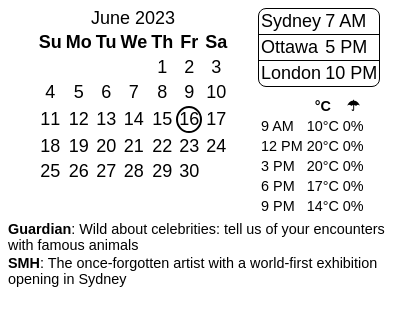 June 2023
Su Mo Tu We Th Fr Sa
1 2 3
4 5 6 7 8 9 10
11 12 13 14 15 16 17
18 19 20 21 22 23 24
25 26 27 28 29 30
Sydney 7 AM
Ottawa 5 PM
London 10 PM
°C ☂
9 AM 10°C 0%
12 PM 20°C 0%
3 PM 20°C 0%
6 PM 17°C 0%
9 PM 14°C 0%
Guardian: Wild about celebrities: tell us of your encounters
with famous animals
SMH: The once-forgotten artist with a world-first exhibition
opening in Sydney